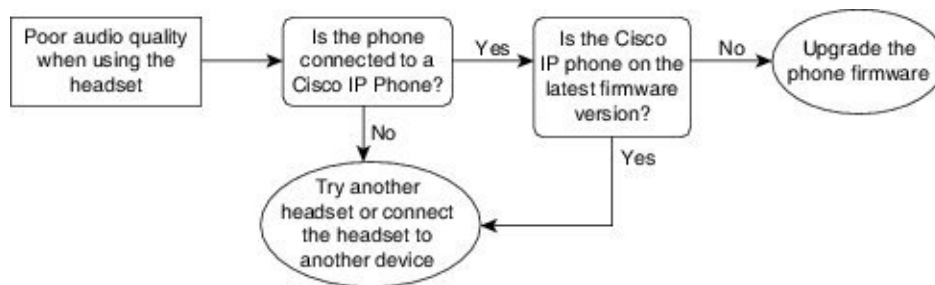 Poor audio quality
when using the
headset
Is the phone
connected to a
Cisco IP Phone?
Yes
Is the Cisco
IP phone on the
latest firmware
version?
No
Upgrade the
phone firmware
No
Yes
Try another
headset or connect
the headset to
another device